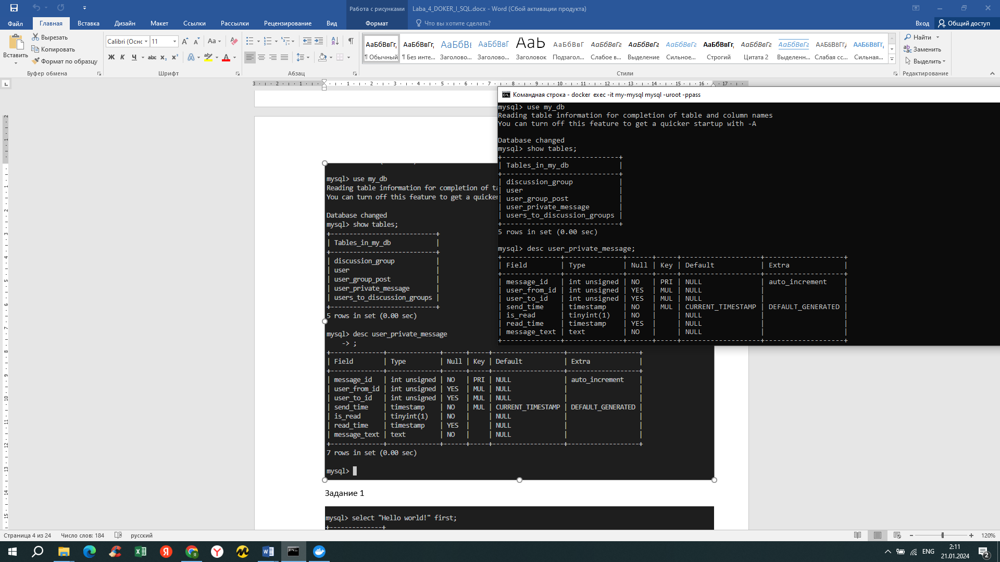 Работа с рисунками
Laba_4_DOKER_I_SQL.docx - Word (Сбой активации продукта)
Файл
Главная
Вставка
Дизайн
Макет
Ссылки
Рассылки
Рецензирование
Вид
Формат
Что вы хотите сделать?
Вход
Общий доступ
Вставить
Вырезать
Копировать
Формат по образцу
Буфер обмена
Calibri (Оснс
11
Шрифт
Абзац
¶ Обычный
¶ Без инте...
Заголово...
Заголово...
Заголовок
Подзагол...
Слабое в...
Выделение
Сильное...
Строгий
Цитата 2
Выделенн...
Слабая сс...
Сильная...
Стили
Найти
Заменить
Выделить
Редактирование
Командная строка - docker  exec -it my-mysql mysql -uroot -ppass
mysql> use my_db
Reading table information for completion of table and column names
You can turn off this feature to get a quicker startup with -A
Database changed
mysql> show tables;
+----------------------------+
| Tables_in_my_db            |
+----------------------------+
| discussion_group           |
| user                       |
| user_group_post            |
| user_private_message       |
| users_to_discussion_groups |
+----------------------------+
5 rows in set (0.00 sec)
mysql> desc user_private_message;
+--------------+--------------+------+-----+-------------------+-------------------+
| Field        | Type         | Null | Key | Default           | Extra             |
+--------------+--------------+------+-----+-------------------+-------------------+
| message_id   | int unsigned | NO   | PRI | NULL              | auto_increment    |
| user_from_id | int unsigned | YES  | MUL | NULL              |                   |
| user_to_id   | int unsigned | YES  | MUL | NULL              |                   |
| send_time    | timestamp    | NO   | MUL | CURRENT_TIMESTAMP | DEFAULT_GENERATED |
| is_read      | tinyint(1)   | NO   |     | NULL              |                   |
| read_time    | timestamp    | YES  |     | NULL              |                   |
| message_text | text         | NO   |     | NULL              |                   |
+--------------+--------------+------+-----+-------------------+-------------------+
mysql> use my_db
Reading table information for completion of ta
You can turn off this feature to get a quicker
Database changed
mysql> show tables;
+----------------------------+
| Tables_in_my_db            |
+----------------------------+
| discussion_group           |
| user                       |
| user_group_post            |
| user_private_message       |
| users_to_discussion_groups |
+----------------------------+
5 rows in set (0.00 sec)
mysql> desc user_private_message
    -> ;
+--------------+--------------+------+-----+-------------------+-------------------+
| Field        | Type         | Null | Key | Default           | Extra             |
+--------------+--------------+------+-----+-------------------+-------------------+
| message_id   | int unsigned | NO   | PRI | NULL              | auto_increment    |
| user_from_id | int unsigned | YES  | MUL | NULL              |                   |
| user_to_id   | int unsigned | YES  | MUL | NULL              |                   |
| send_time    | timestamp    | NO   | MUL | CURRENT_TIMESTAMP | DEFAULT_GENERATED |
| is_read      | tinyint(1)   | NO   |     | NULL              |                   |
| read_time    | timestamp    | YES  |     | NULL              |                   |
| message_text | text         | NO   |     | NULL              |                   |
+--------------+--------------+------+-----+-------------------+-------------------+
7 rows in set (0.00 sec)
mysql>
Задание 1
mysql> select "Hello world!" first;
+--------------+
Страница 4 из 24
Число слов: 184
русский
120%
ENG
2:11
21.01.2024
2